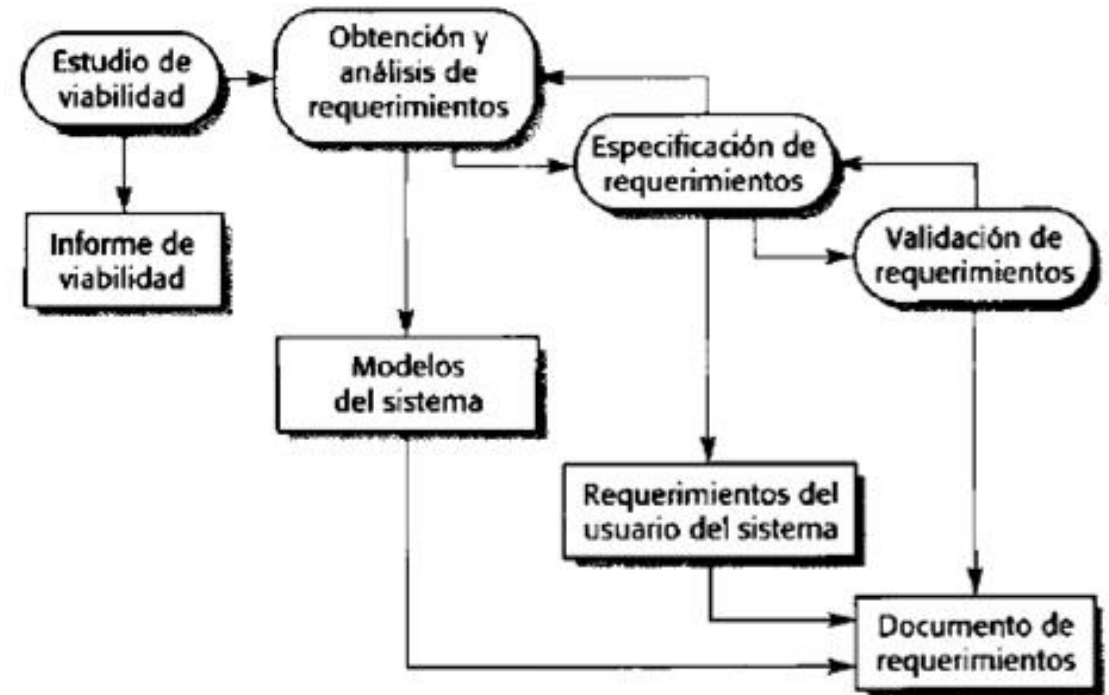 Estudio de
viabilidad
Obtención y
análisis de
requerimientos
Especificación de
requerimientos
Validación de
requerimientos
Informe de
viabilidad
Modelos
del sistema
Requerimientos del
usuario del sistema
Documento de
requerimientos